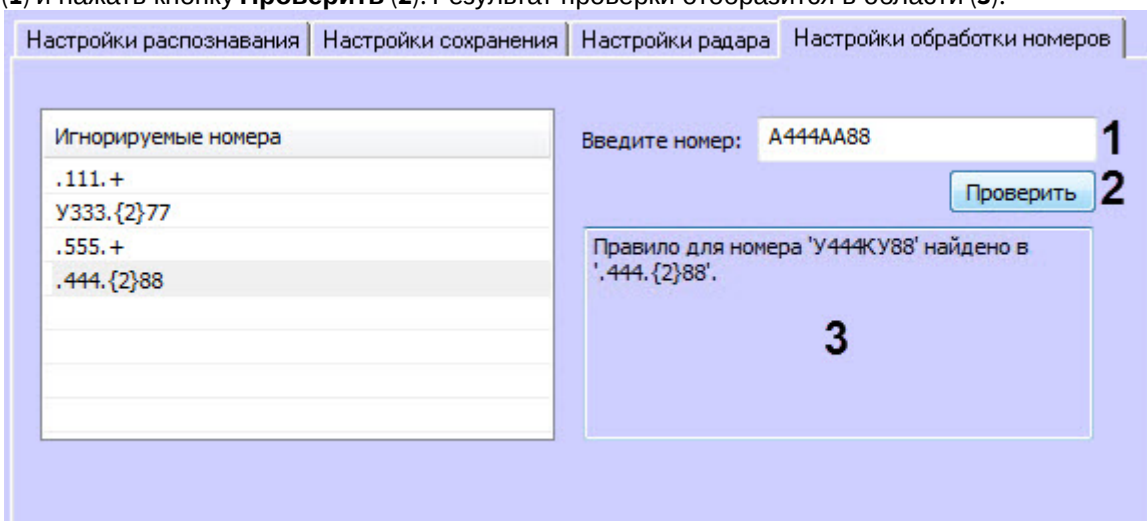 (1) и нажать кнопку Проверить (2). Результат проверки отобразится в области (3).
Настройки распознавания Настройки сохранения Настройки радара Настройки обработки номеров
Игнорируемые номера
.111.+
У333.{2}77
.555.+
.444.{2}88
Введите номер: А444АА88 1
Проверить 2
Правило для номера 'У444КУ88' найдено в
'.444.{2}88'.
3